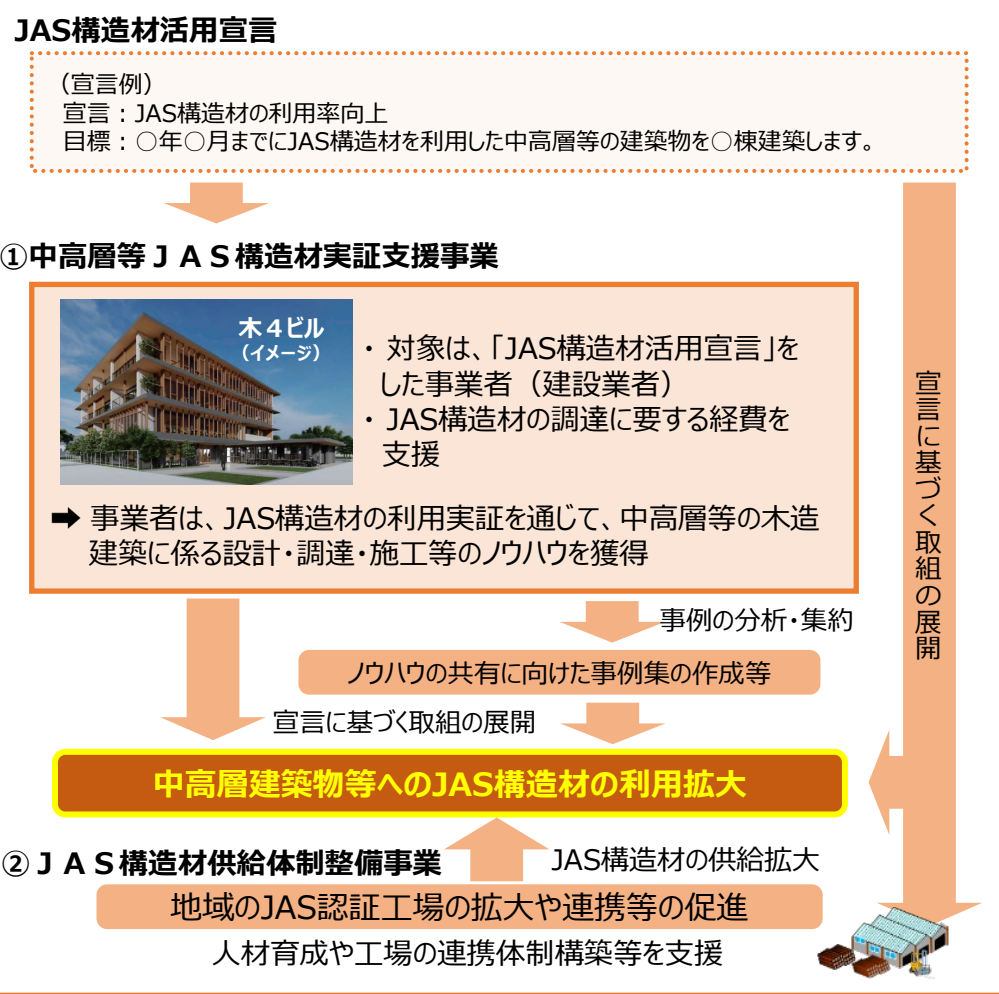 JAS構造材活用宣言
（宣言例）
宣言：JAS構造材の利用率向上
目標：○年○月までにJAS構造材を利用した中高層等の建築物を○棟建築します。
①中高層等ＪＡＳ構造材実証支援事業
木４ビル
（イメージ）
・対象は、「JAS構造材活用宣言」を
した事業者（建設業者）
・JAS構造材の調達に要する経費を
支援
➡ 事業者は、JAS構造材の利用実証を通じて、中高層等の木造
建築に係る設計・調達・施工等のノウハウを獲得
事例の分析・集約
ノウハウの共有に向けた事例集の作成等
宣言に基づく取組の展開
中高層建築物等へのJAS構造材の利用拡大
宣言に基づく取組の展開
②ＪＡＳ構造材供給体制整備事業
JAS構造材の供給拡大
地域のJAS認証工場の拡大や連携等の促進
人材育成や工場の連携体制構築等を支援